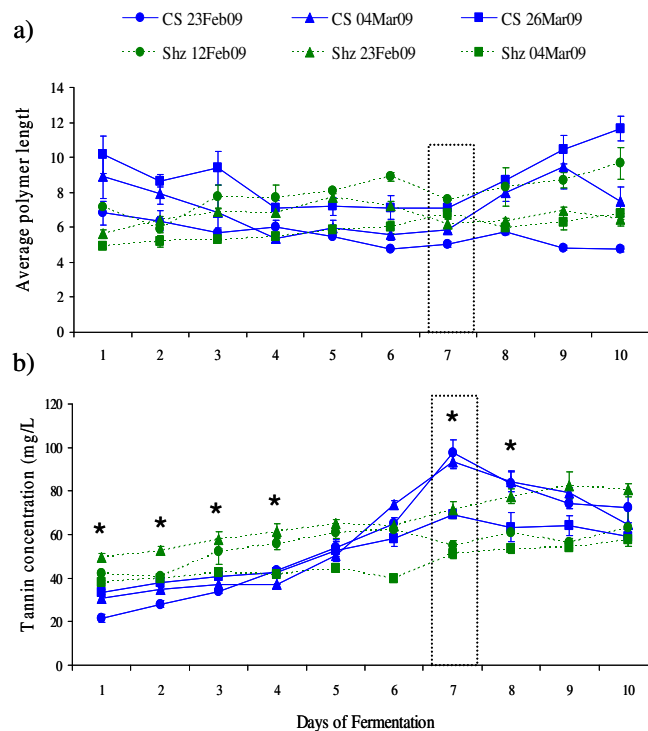 CS 23Feb09 CS 04Mar09 CS 26Mar09
a)
Shz 12Feb09 Shz 23Feb09 Shz 04Mar09
14
12
10
8
6
4
2
0
Average polymer length
1 2 3 4 5 6 7 8 9 10
b)
120
100
80
60
40
20
0
Tannin concentration (mg/L
* * * * * *
1 2 3 4 5 6 7 8 9 10
Days of Fermentation